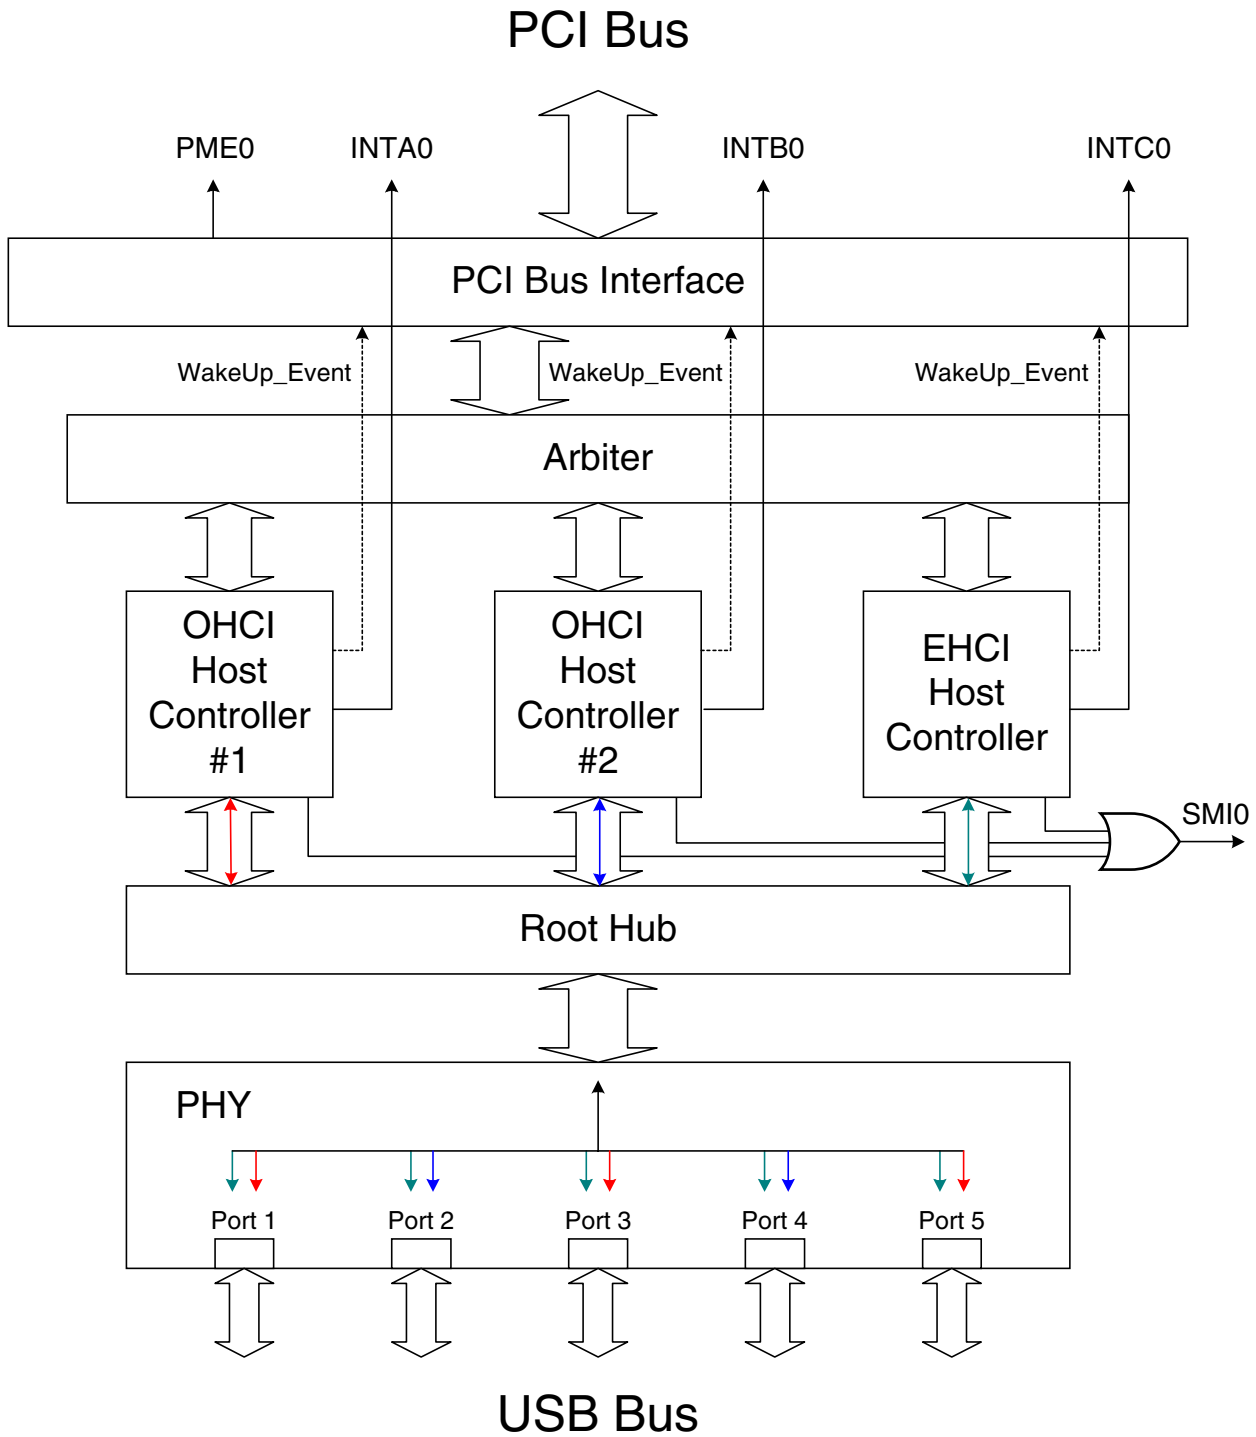 PCI Bus
PME0
INTA0
INTB0
INTC0
PCI Bus Interface
WakeUp_Event
WakeUp_Event
WakeUp_Event
Arbiter
OHCI
Host
Controller
#1
OHCI
Host
Controller
#2
EHCI
Host
Controller
SMI0
Root Hub
PHY
Port 1
Port 2
Port 3
Port 4
Port 5
USB Bus